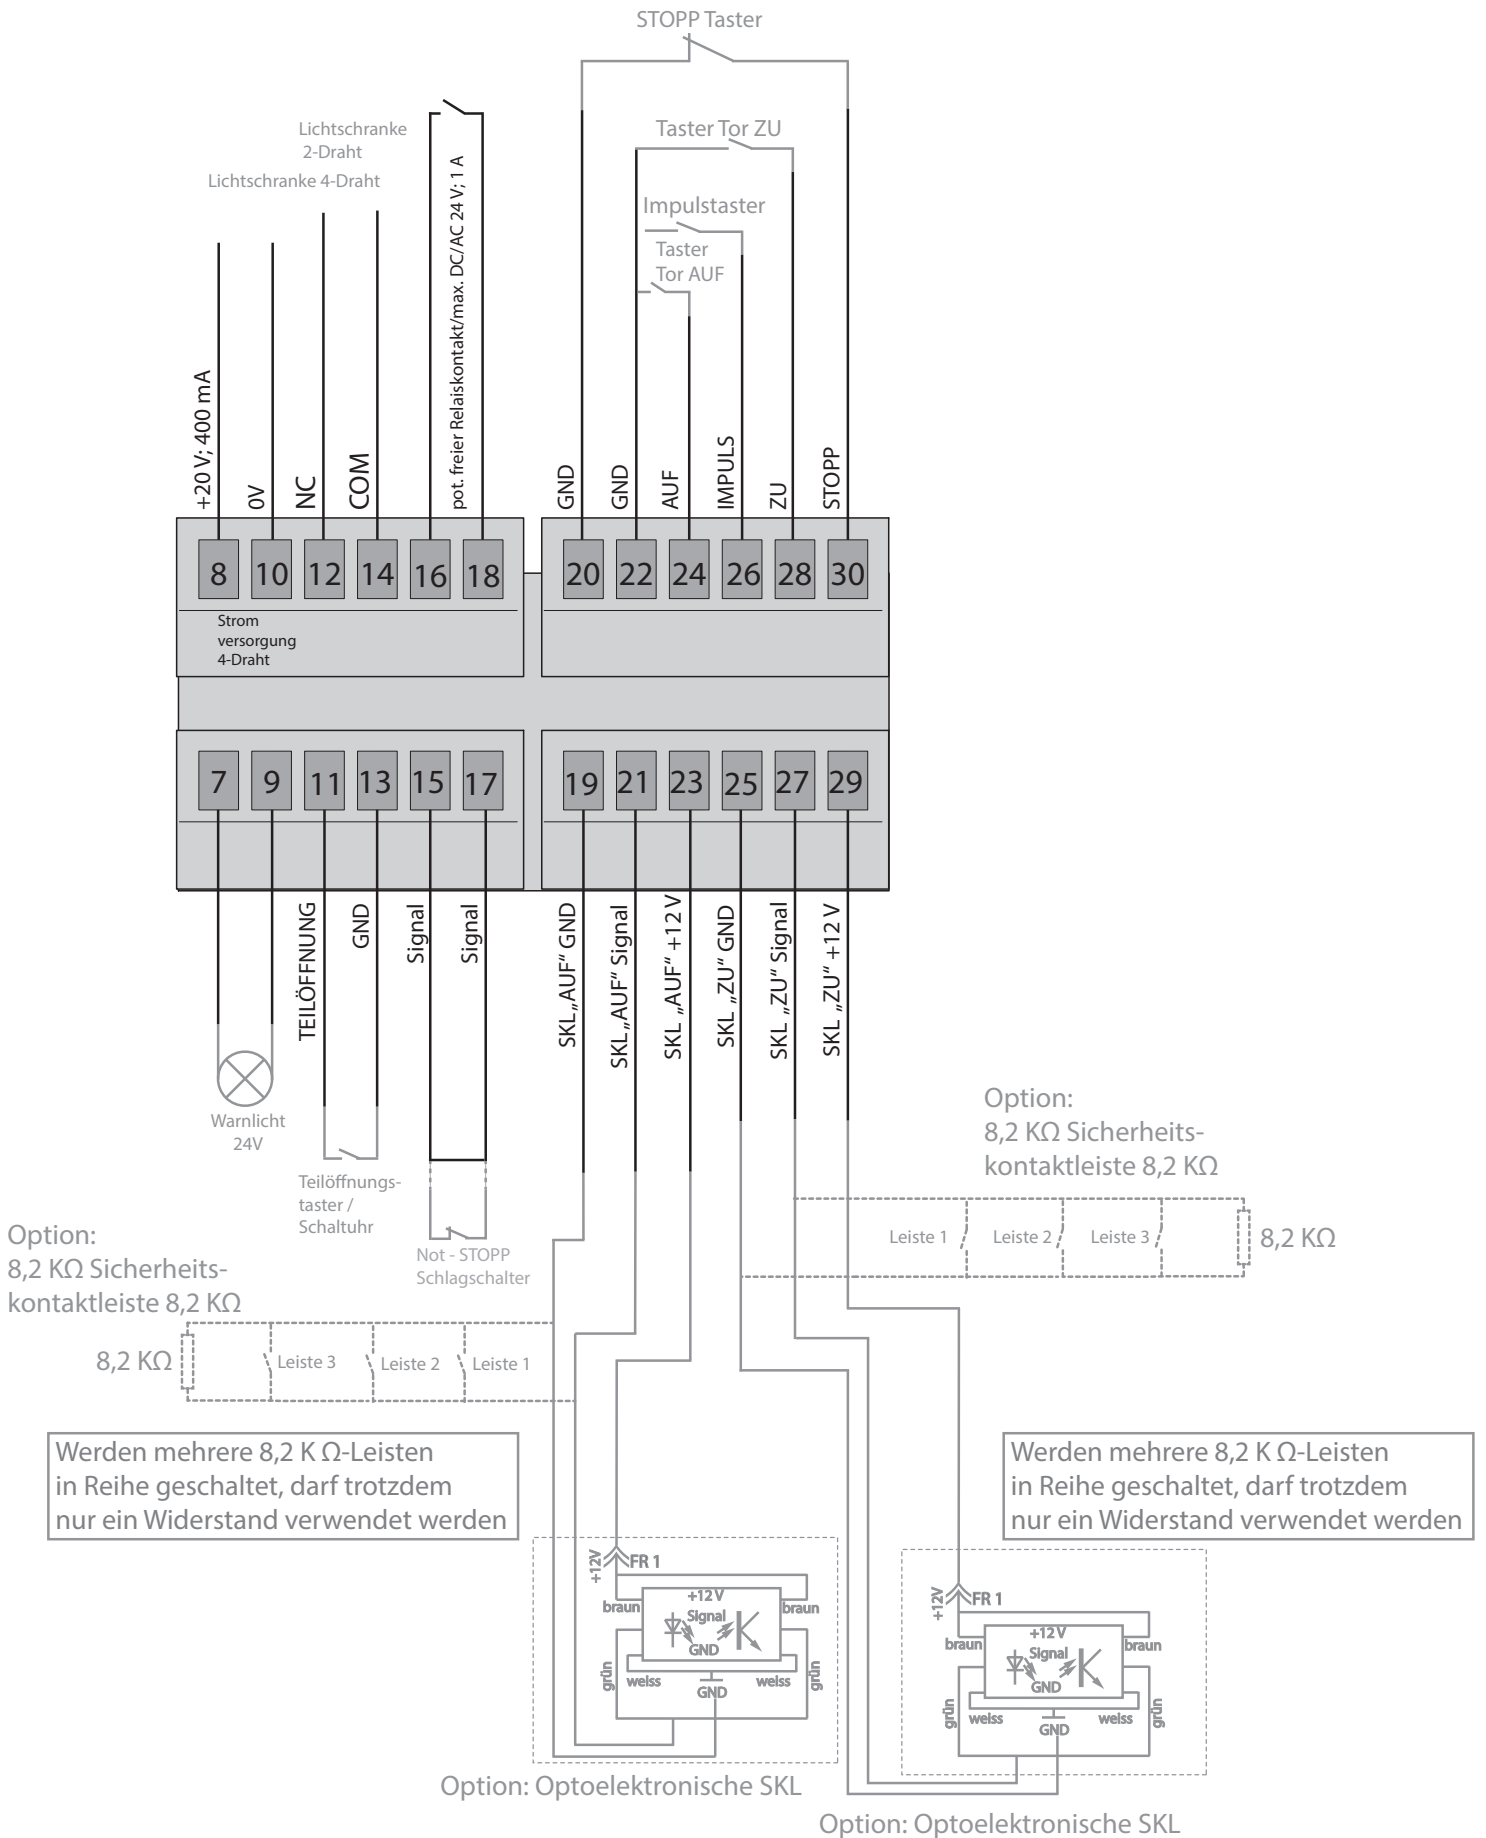 STOPP Taster
Lichtschranke
2-Draht
Lichtschranke 4-Draht
Taster Tor ZU
Impulstaster
Taster
Tor AUF
+20 V; 400 mA
0V
NC
COM
pot. freier Relaiskontakt/max. DC/AC 24 V; 1 A
GND
GND
AUF
IMPULS
ZU
STOPP
8 10 12 14 16 18 20 22 24 26 28 30
Strom
versorgung
4-Draht
7 9 11 13 15 17 19 21 23 25 27 29
TEILÖFFNUNG
GND
Signal
Signal
SKL „AUF“ GND
SKL „AUF“ Signal
SKL „AUF“ +12 V
SKL „ZU“ GND
SKL „ZU“ Signal
SKL „ZU“ +12 V
Warnlicht
24V
Teilöffnungs-
taster /
Schaltuhr
Not - STOPP
Schlagschalter
Option:
8,2 KΩ Sicherheits-
kontaktleiste 8,2 KΩ
Leiste 1 Leiste 2 Leiste 3 8,2 KΩ
Option:
8,2 KΩ Sicherheits-
kontaktleiste 8,2 KΩ
8,2 KΩ Leiste 3 Leiste 2 Leiste 1
Werden mehrere 8,2 K Ω-Leisten
in Reihe geschaltet, darf trotzdem
nur ein Widerstand verwendet werden
Werden mehrere 8,2 K Ω-Leisten
in Reihe geschaltet, darf trotzdem
nur ein Widerstand verwendet werden
+12V
FR 1
braun
+12 V
braun
Signal
GND
grün
weiss
GND
weiss
grün
Option: Optoelektronische SKL
+12V
FR 1
braun
+12 V
braun
Signal
GND
grün
weiss
GND
weiss
grün
Option: Optoelektronische SKL